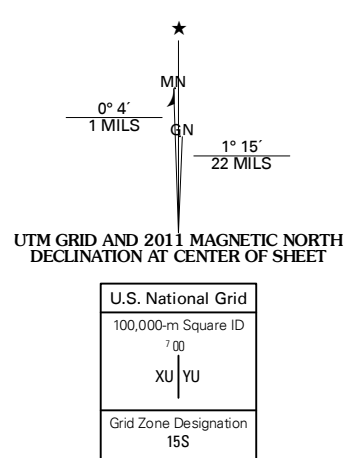 ★
MN
0° 4´
1 MILS
GN
1° 15´
22 MILS
UTM GRID AND 2011 MAGNETIC NORTH
DECLINATION AT CENTER OF SHEET
U.S. National Grid
100,000-m Square ID
7 00
XU YU
Grid Zone Designation
15S